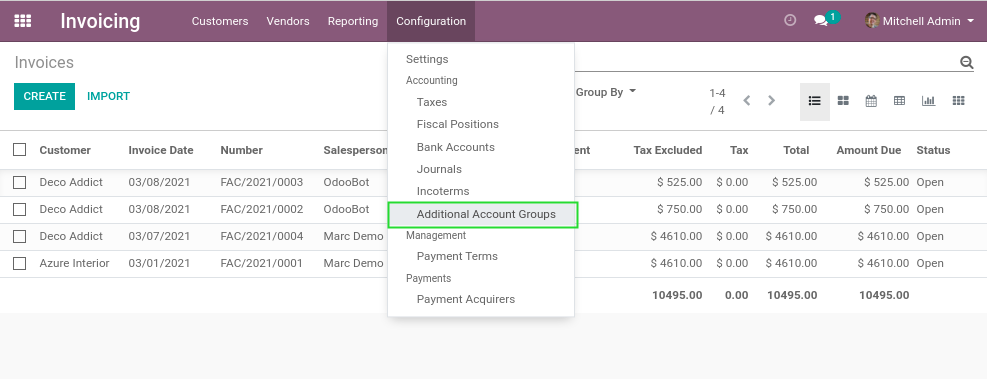 Invoicing Customers Vendors Reporting Configuration 1 Mitchell Admin
Invoices
CREATE IMPORT
Group By
1-4
/ 4
Settings
Accounting
Taxes
Fiscal Positions
Bank Accounts
Journals
Incoterms
Additional Account Groups
Management
Payment Terms
Payments
Payment Acquirers
Customer Invoice Date Number Salesperson ent Tax Excluded Tax Total Amount Due Status
Deco Addict 03/08/2021 FAC/2021/0003 OdooBot $ 525.00 $ 0.00 $ 525.00 $ 525.00 Open
Deco Addict 03/08/2021 FAC/2021/0002 OdooBot $ 750.00 $ 0.00 $ 750.00 $ 750.00 Open
Deco Addict 03/07/2021 FAC/2021/0004 Marc Demo $ 4610.00 $ 0.00 $ 4610.00 $ 4610.00 Open
Azure Interior 03/01/2021 FAC/2021/0001 Marc Demo $ 4610.00 $ 0.00 $ 4610.00 $ 4610.00 Open
10495.00 0.00 10495.00 10495.00